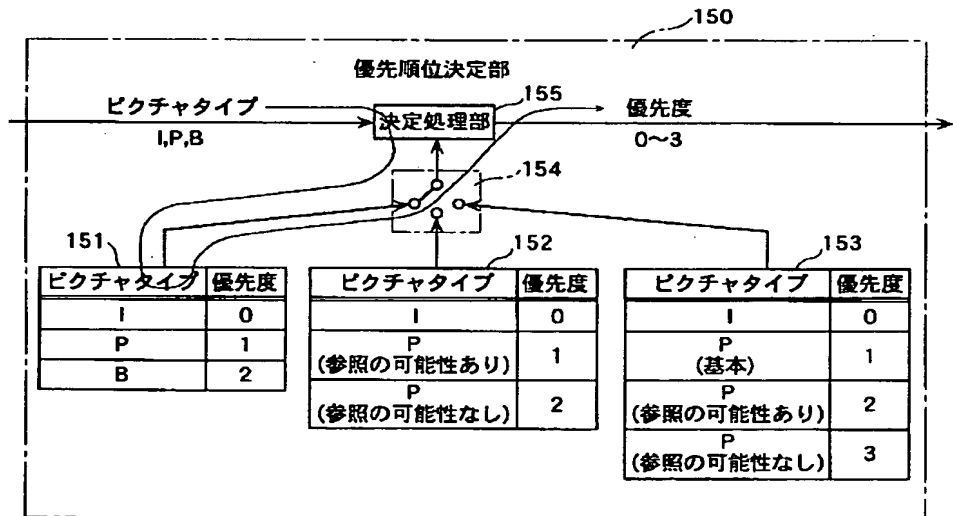 150
優先順位決定部
155
ピクチャタイプ
決定処理部
優先度
I,P,B
0〜3
154
151
152
153
ピクチャタイプ 優先度
I 0
P 1
B 2
ピクチャタイプ 優先度
I 0
P
(参照の可能性あり) 1
P
(参照の可能性なし) 2
ピクチャタイプ 優先度
I 0
P
(基本) 1
P
(参照の可能性あり) 2
P
(参照の可能性なし) 3